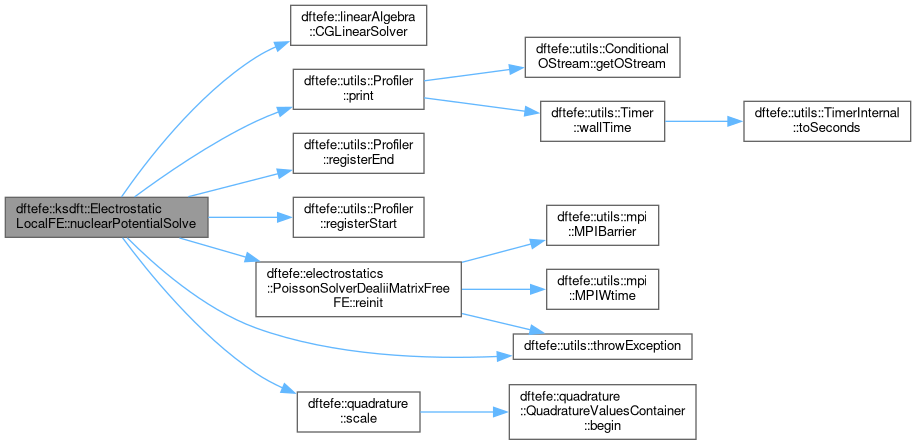 dftefe::linearAlgebra
::CGLinearSolver
dftefe::utils::Profiler
::print
dftefe::utils::Conditional
OStream::getOStream
dftefe::utils::Timer
::wallTime
dftefe::utils::TimerInternal
::toSeconds
dftefe::utils::Profiler
::registerEnd
dftefe::ksdft::Electrostatic
LocalFE::nuclearPotentialSolve
dftefe::utils::Profiler
::registerStart
dftefe::electrostatics
::PoissonSolverDealiiMatrixFree
FE::reinit
dftefe::utils::mpi
::MPIBarrier
dftefe::utils::mpi
::MPIWtime
dftefe::utils::throwException
dftefe::quadrature
::scale
dftefe::quadrature
::QuadratureValuesContainer
::begin